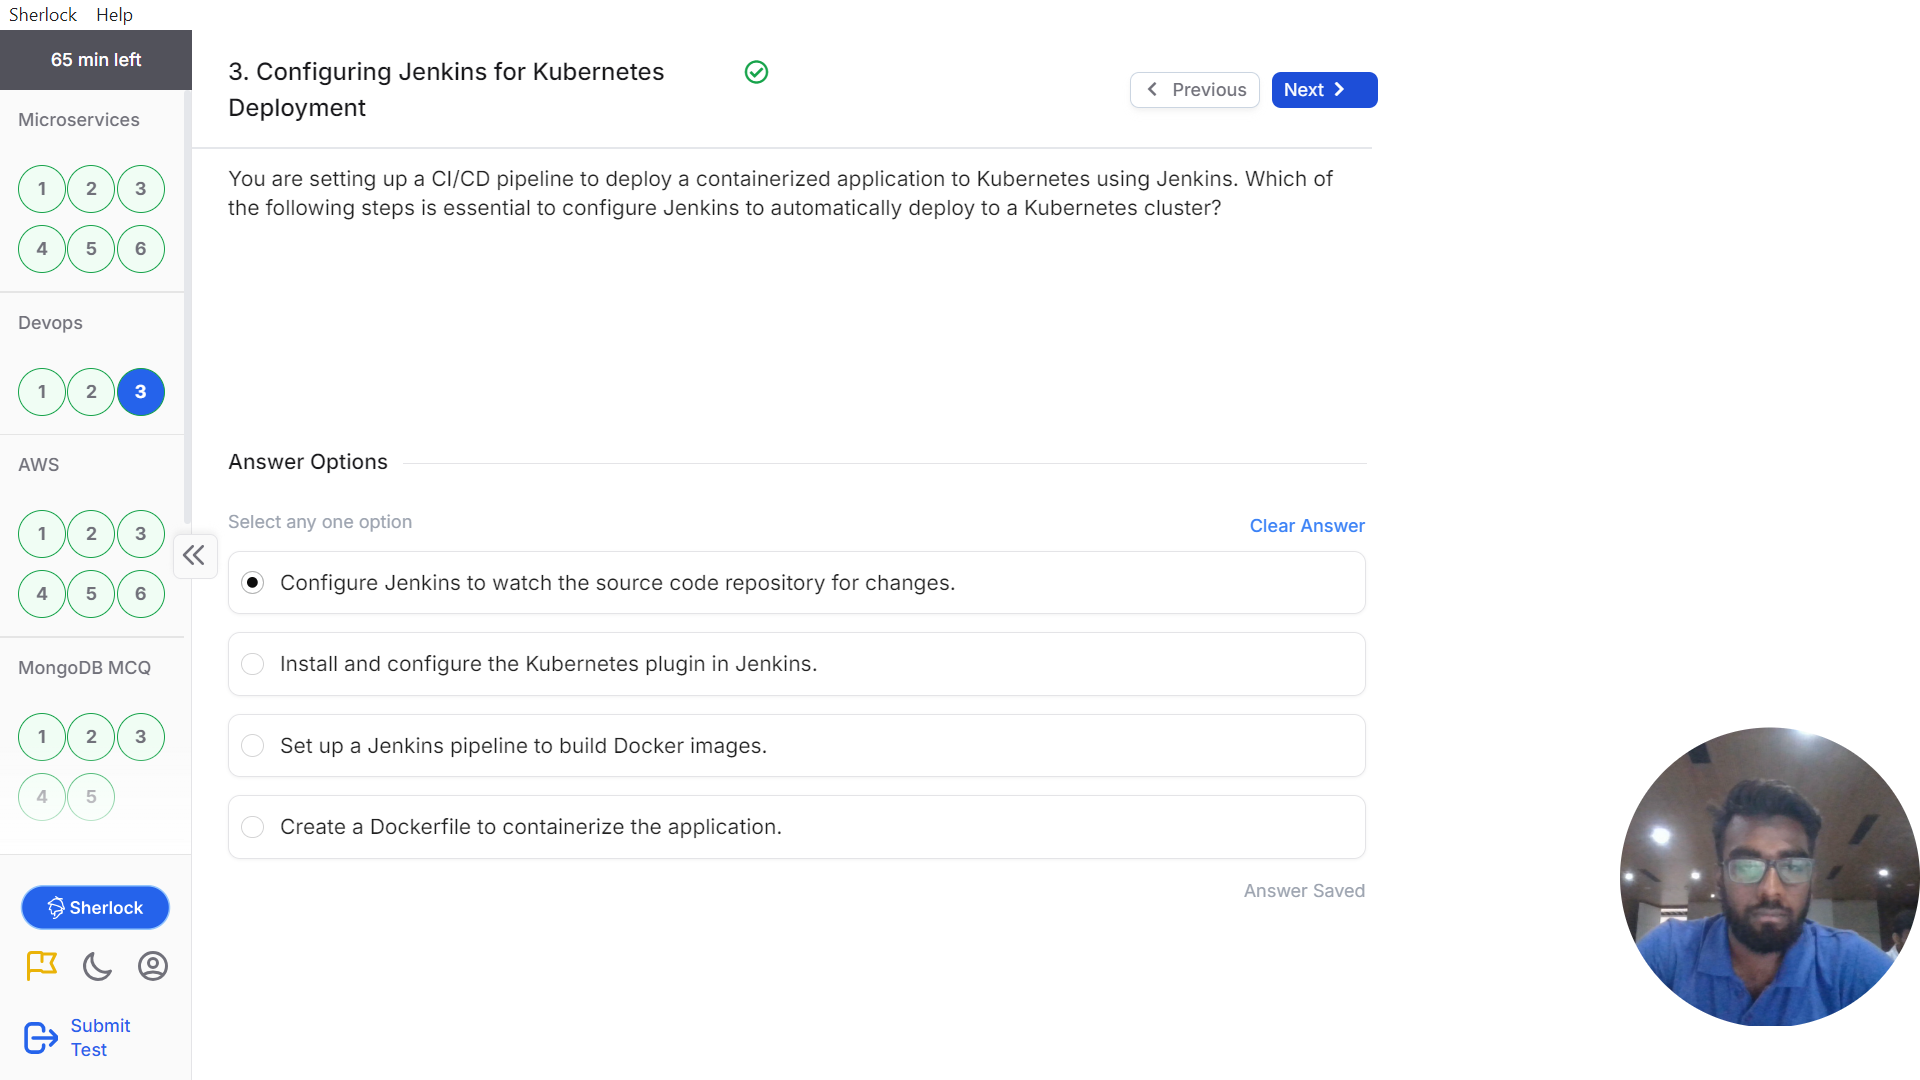 Sherlock Help
65 min left
Microservices
1 2 3
4 5 6
Devops
1 2 3
AWS
1 2 3
4 5 6
MongoDB MCQ
1 2 3
4 5
Sherlock
Submit
Test
3. Configuring Jenkins for Kubernetes
Deployment
Previous
Next
You are setting up a CI/CD pipeline to deploy a containerized application to Kubernetes using Jenkins. Which of
the following steps is essential to configure Jenkins to automatically deploy to a Kubernetes cluster?
Answer Options
Select any one option
Clear Answer
Configure Jenkins to watch the source code repository for changes.
Install and configure the Kubernetes plugin in Jenkins.
Set up a Jenkins pipeline to build Docker images.
Create a Dockerfile to containerize the application.
Answer Saved